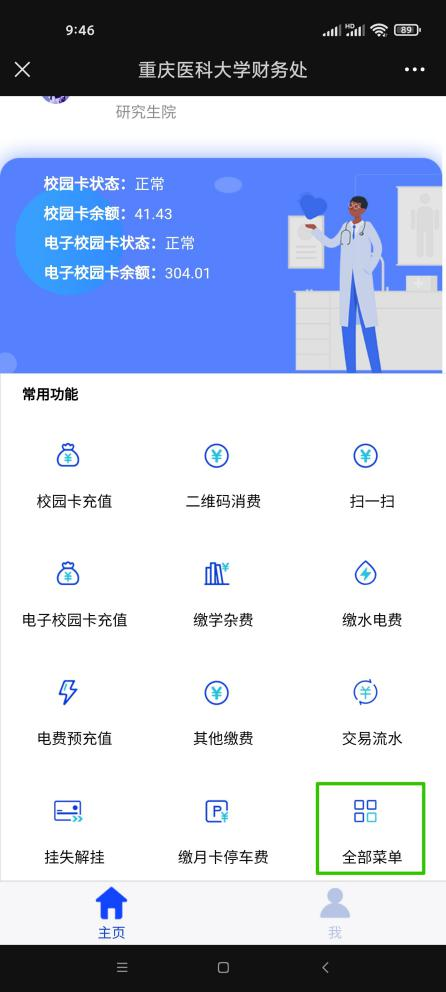 9:46
HD
89
重庆医科大学财务处
研究生院
校园卡状态：正常
校园卡余额：41.43
电子校园卡状态：正常
电子校园卡余额：304.01
常用功能
校园卡充值
二维码消费
扫一扫
电子校园卡充值
缴学杂费
缴水电费
电费预充值
其他缴费
交易流水
挂失解挂
缴月卡停车费
全部菜单
主页
我